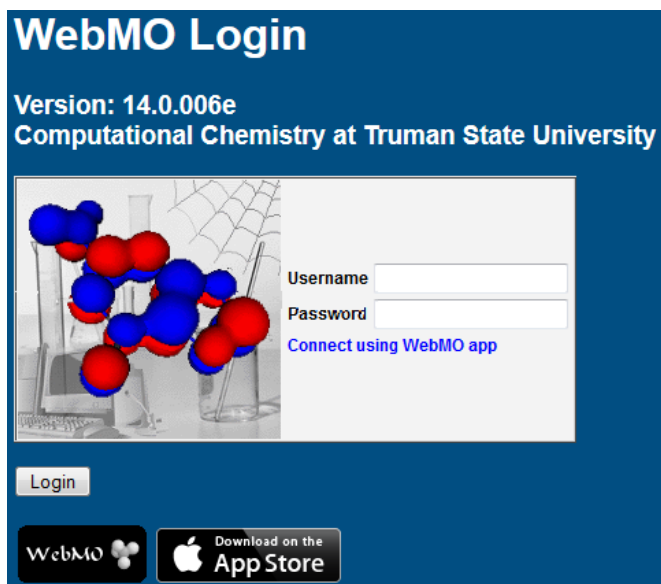 WebMO Login
Version: 14.0.006e
Computational Chemistry at Truman State University
Username
Password
Connect using WebMO app
Login
WebMO
Download on the
App Store